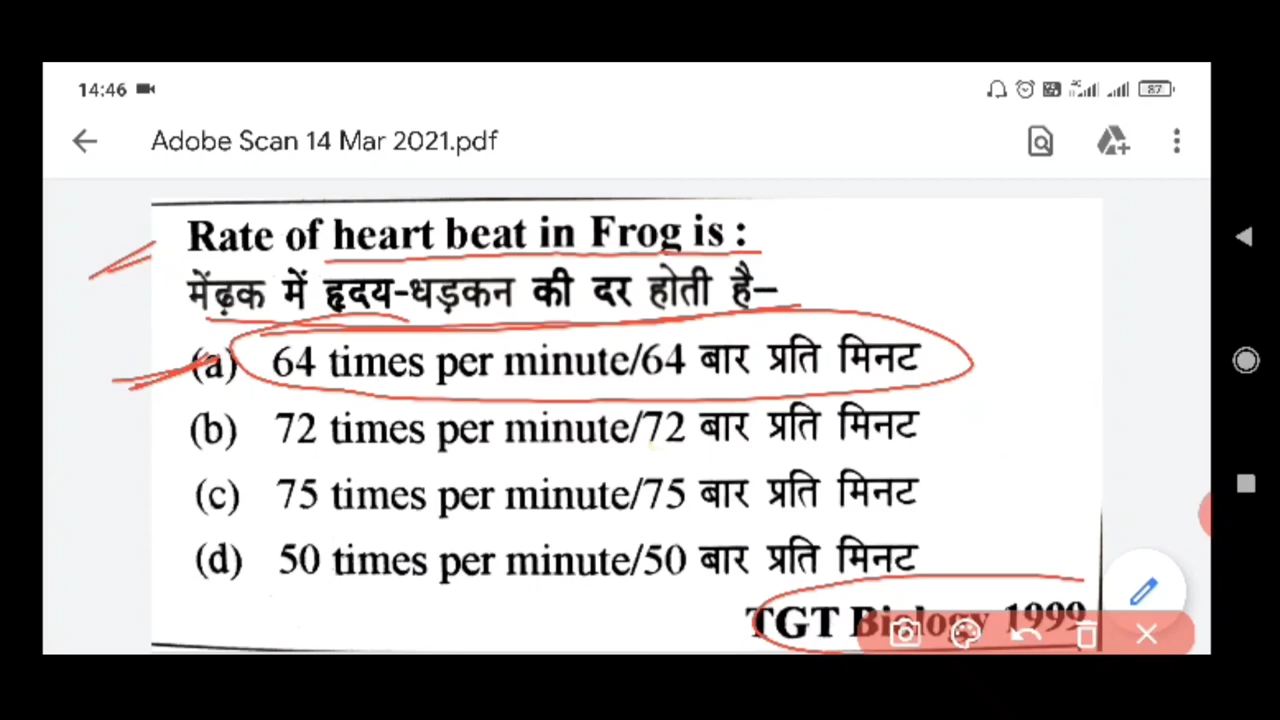 14:46
87
Adobe Scan 14 Mar 2021.pdf
Rate of heart beat in Frog is :
मेंढ़क में हृदय-धड़कन की दर होती है–
(a) 64 times per minute/64 बार प्रति मिनट
(b) 72 times per minute/72 बार प्रति मिनट
(c) 75 times per minute/75 बार प्रति मिनट
(d) 50 times per minute/50 बार प्रति मिनट
TGT Biology 1999